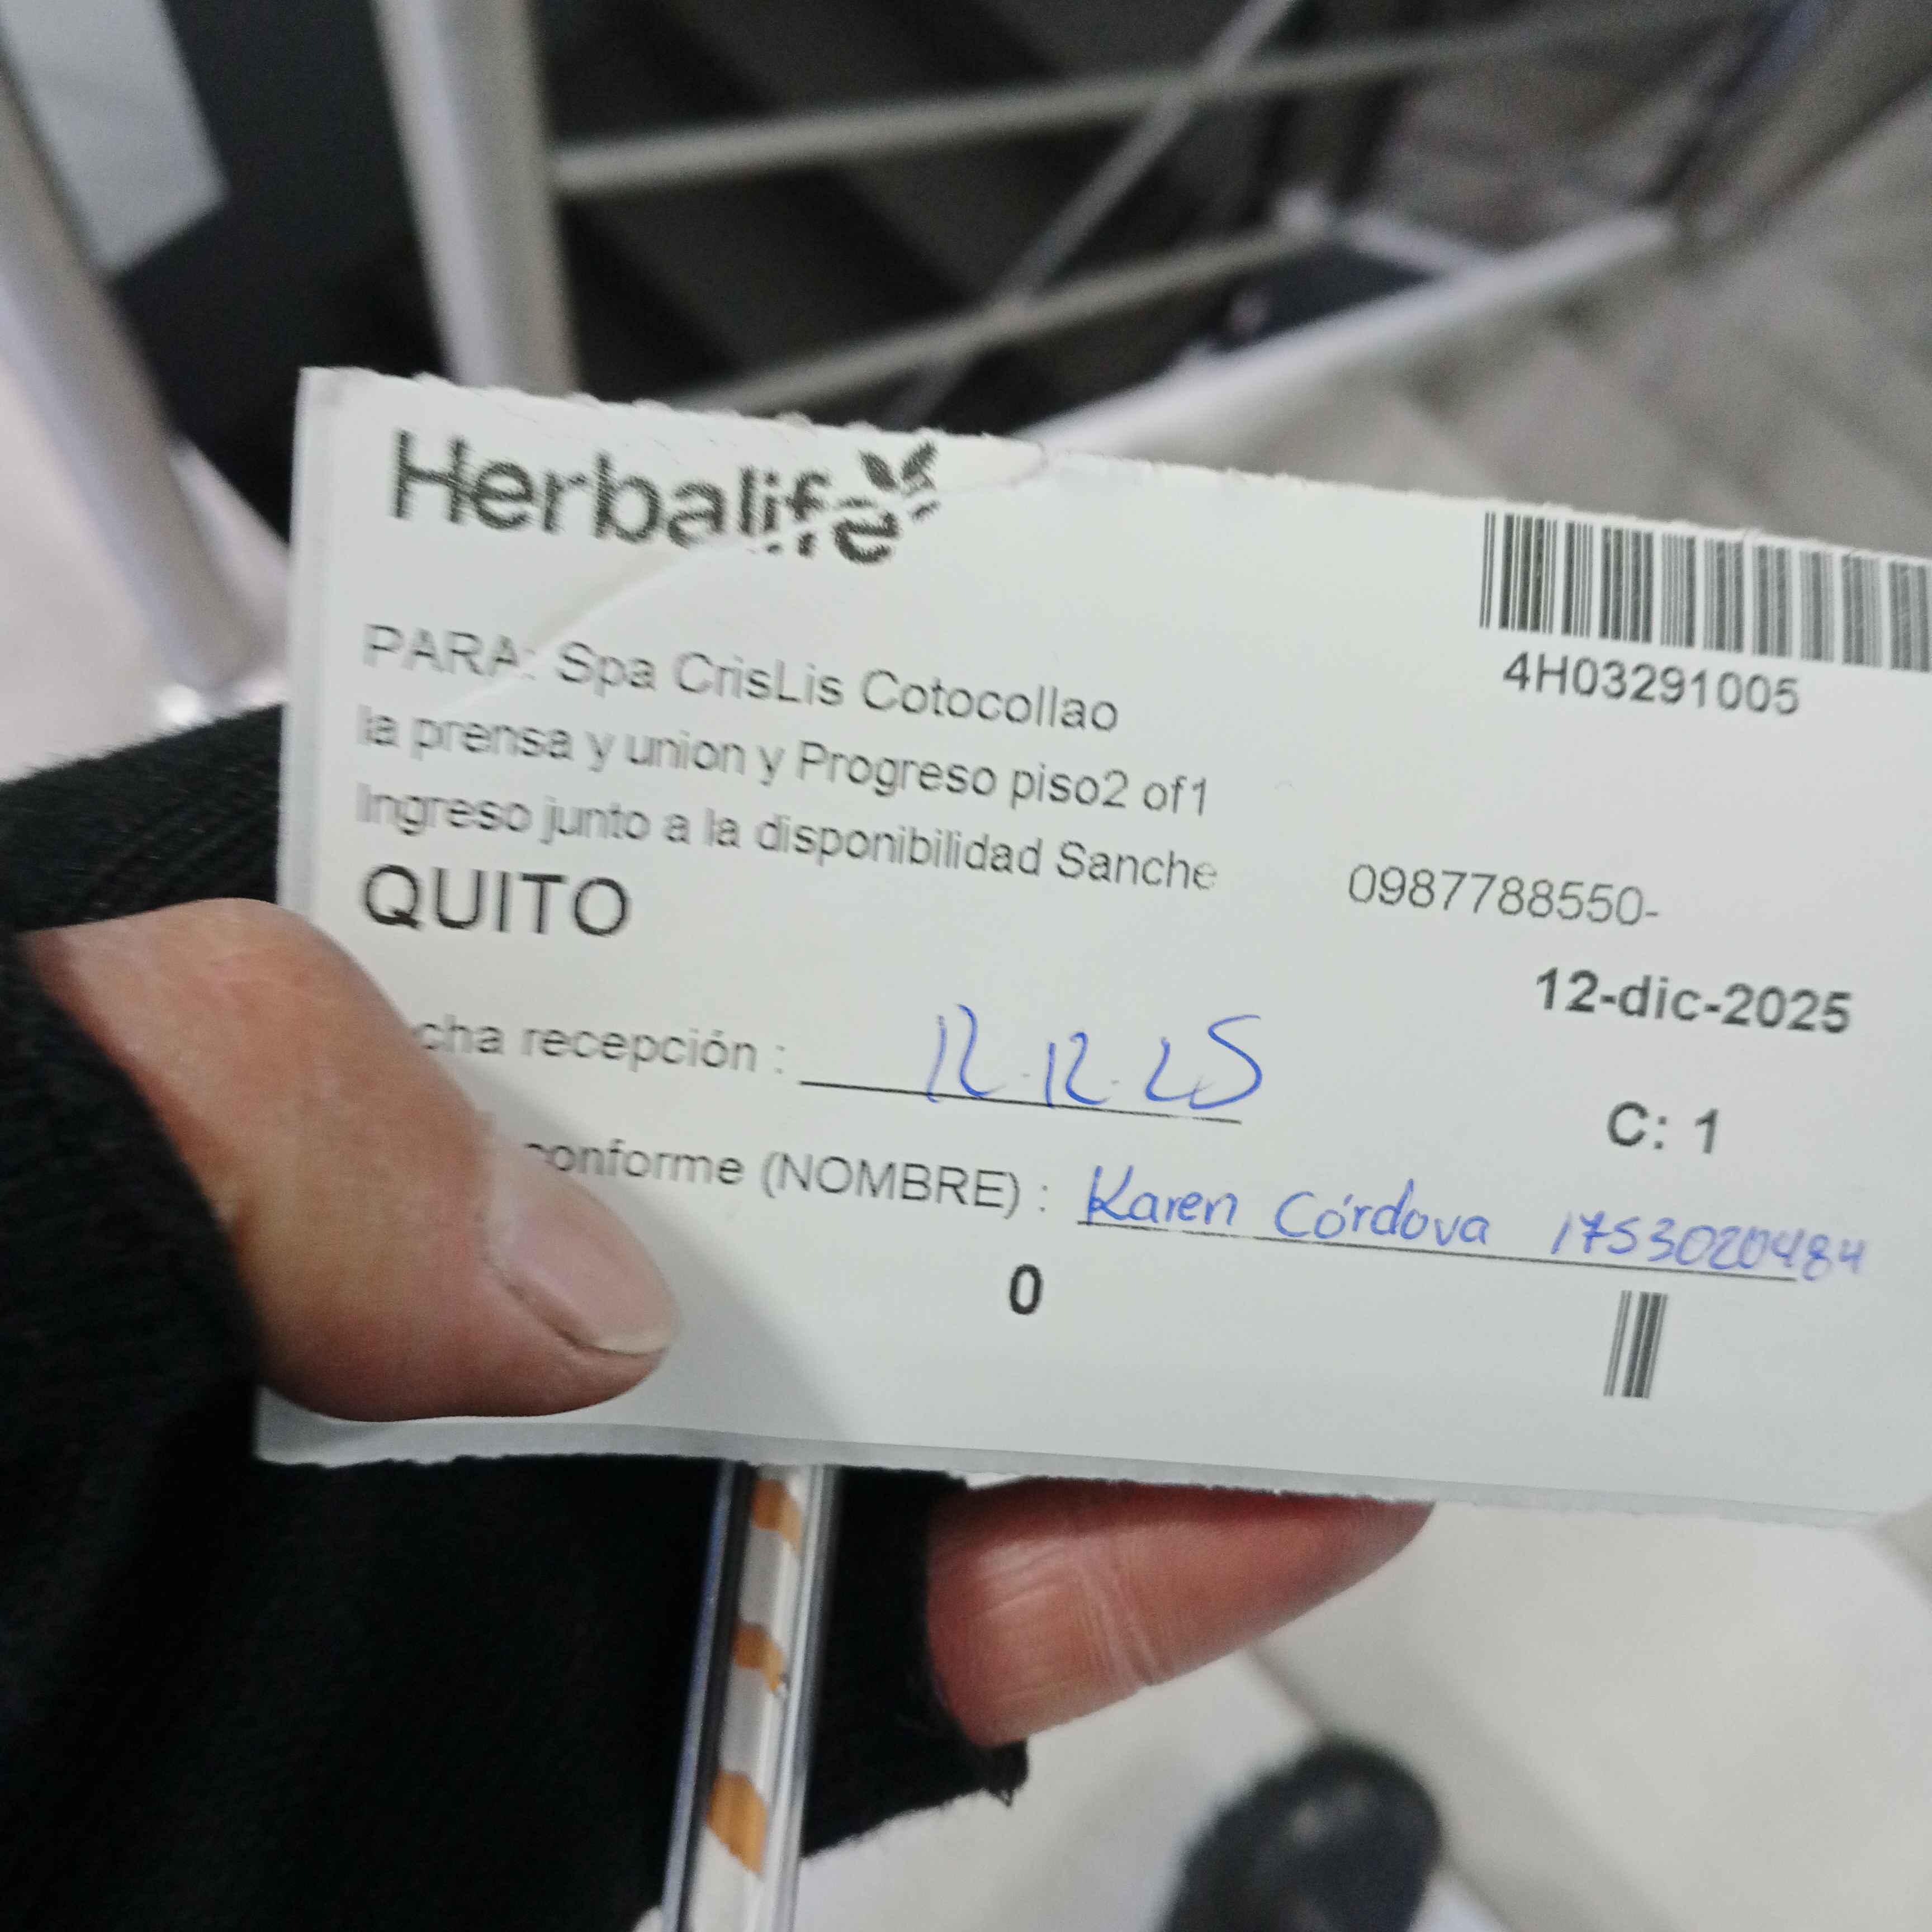 Herbalife
4H03291005
PARA: Spa CrisLis Cotocollao
la prensa y union y Progreso piso2 of1
Ingreso junto a la disponibilidad Sanche 0987788550-
QUITO
12-dic-2025
cha recepción : 12.12.25
C: 1
conforme (NOMBRE) : Karen Córdova 1753020484
0